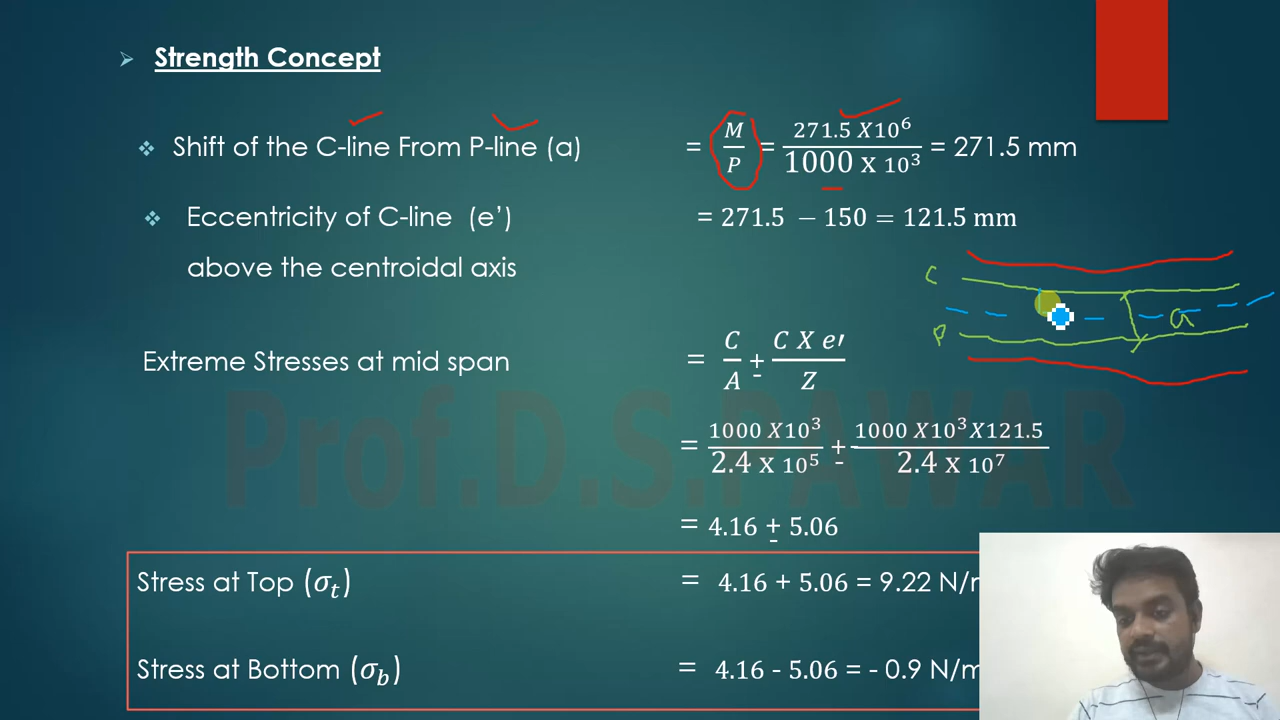 Strength Concept
Shift of the C-line From P-line (a) = M/P = 271.5 X10⁶ / 1000 X 10³ = 271.5 mm
Eccentricity of C-line (e') = 271.5 − 150 = 121.5 mm
above the centroidal axis
C
P
a
Extreme Stresses at mid span = C/A ± C X e′/Z
= 1000 X10³ / 2.4 X 10⁵ ± 1000 X10³X121.5 / 2.4 X 10⁷
Prof.D.S.PAWAR
= 4.16 ± 5.06
Stress at Top (σt) = 4.16 + 5.06 = 9.22 N/
Stress at Bottom (σb) = 4.16 - 5.06 = - 0.9 N/